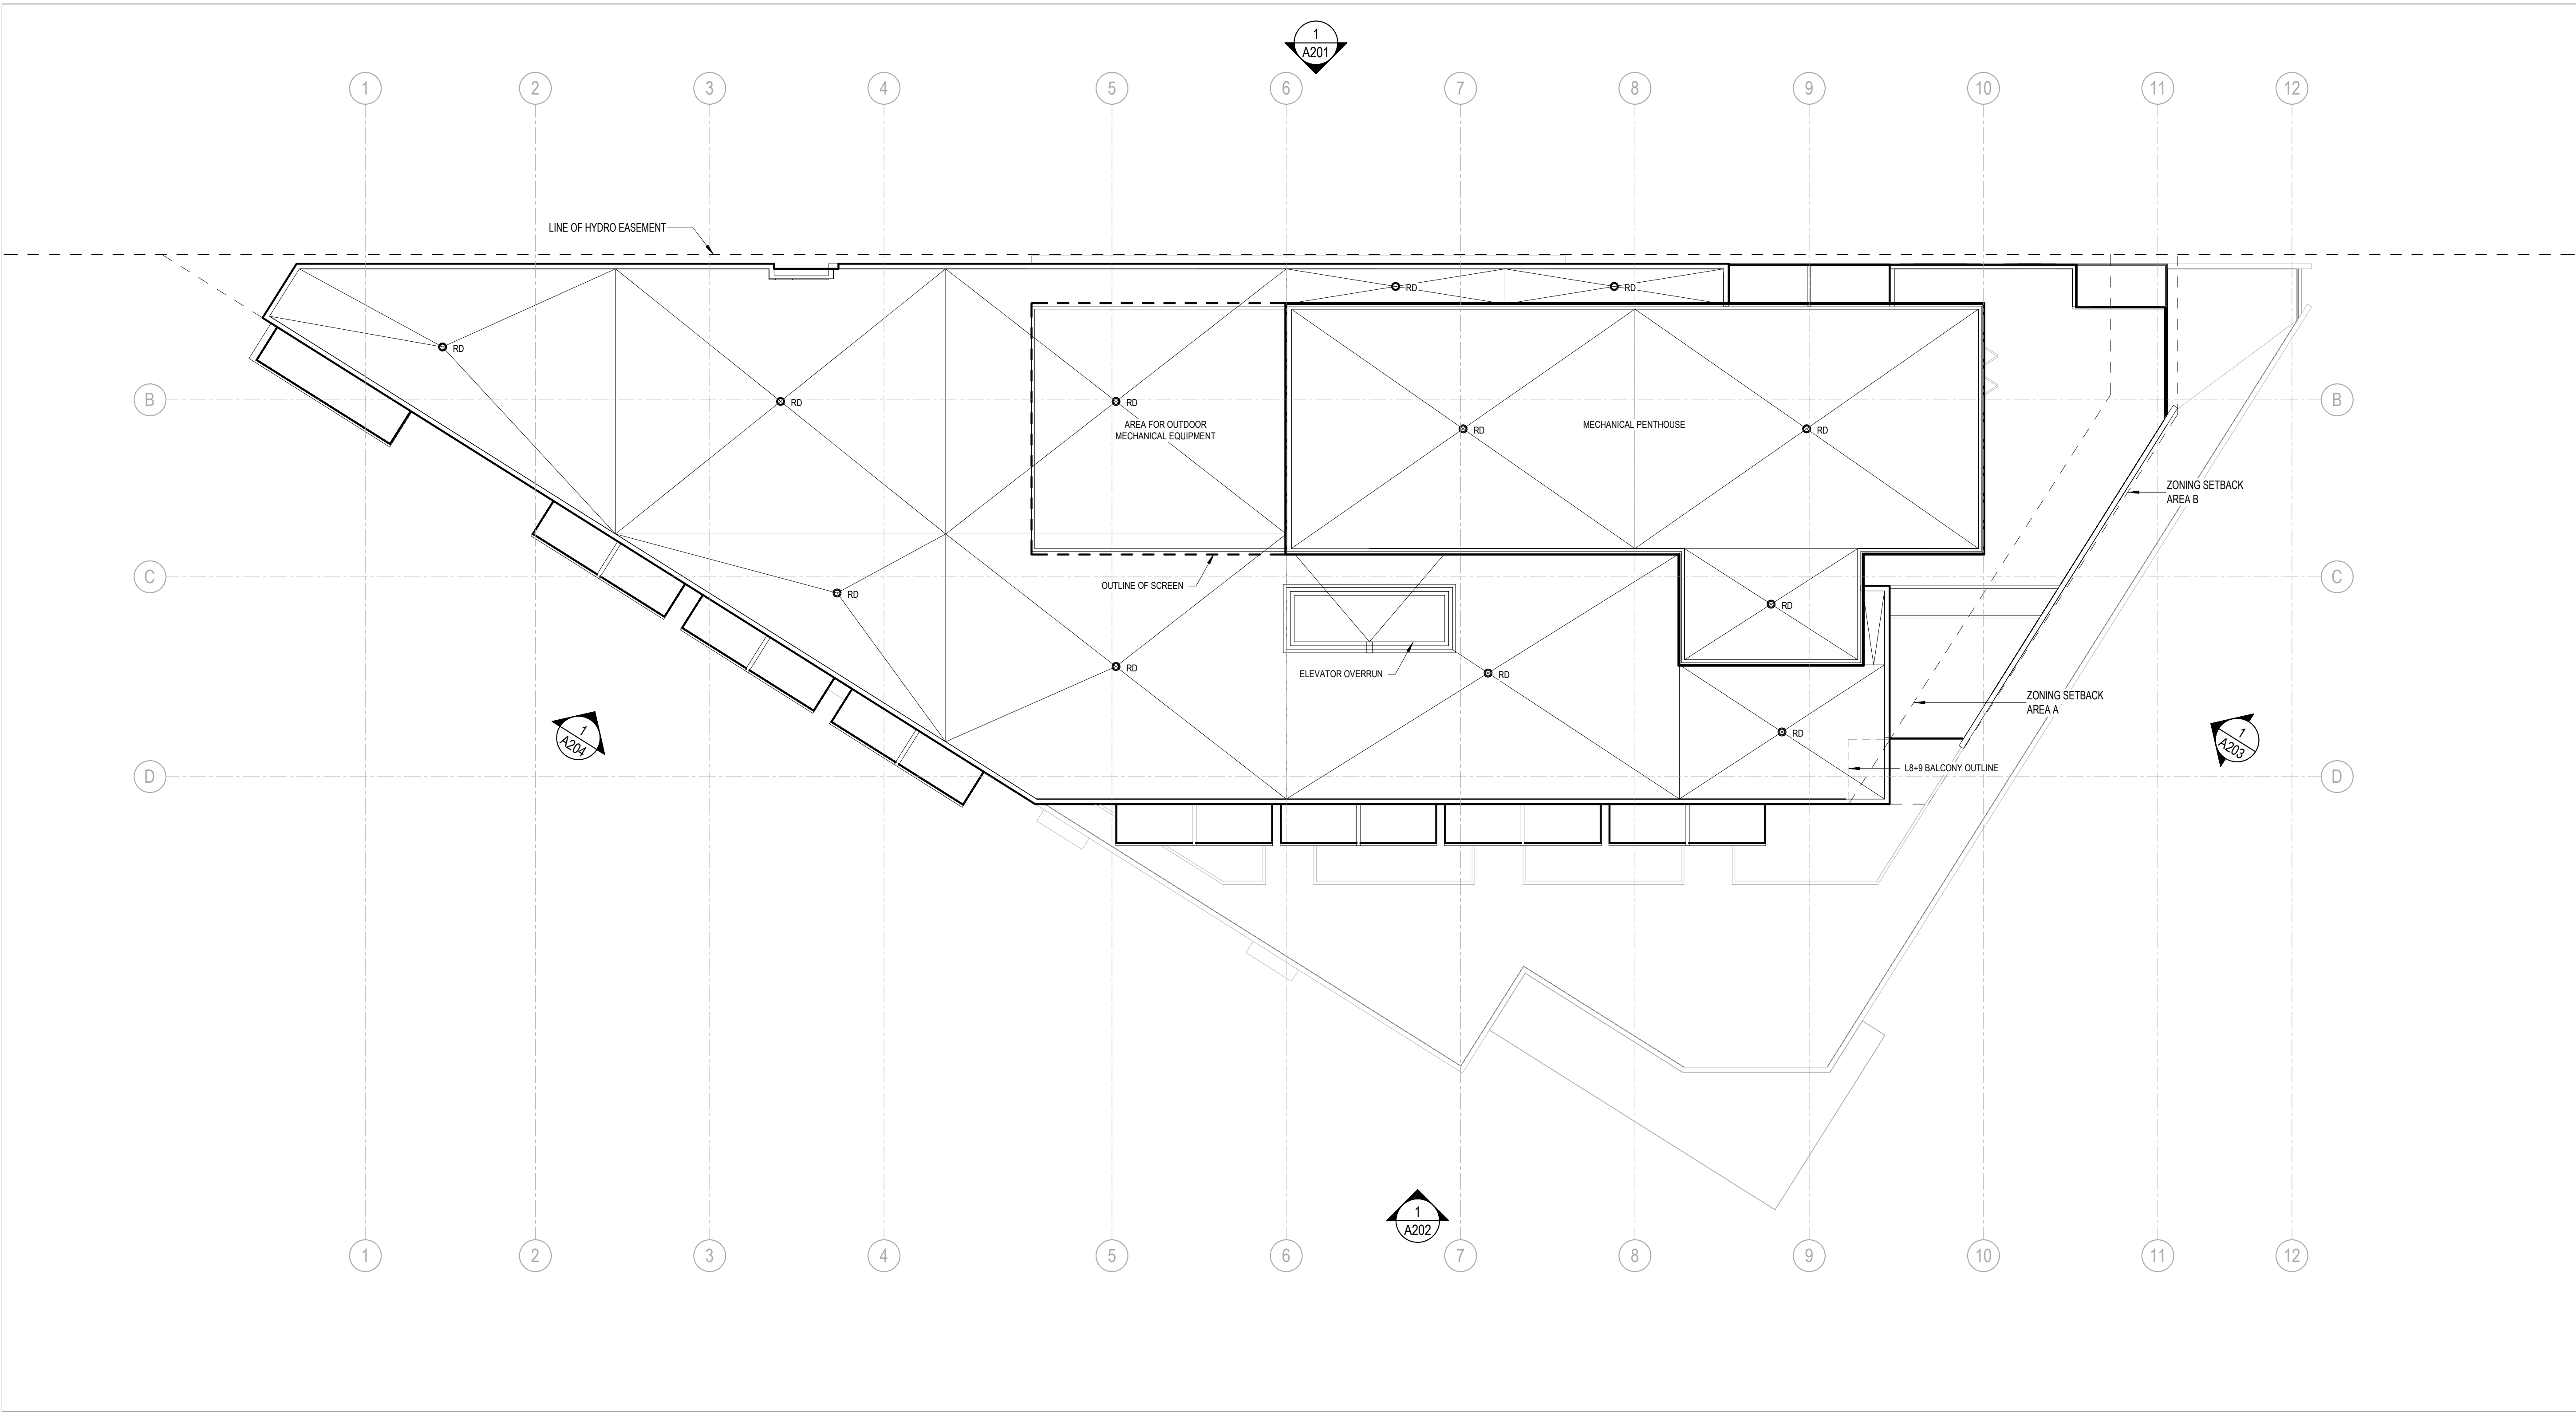 1
A201
1
2
3
4
5
6
7
8
9
10
11
12
LINE OF HYDRO EASEMENT
RD
RD
RD
B
RD
RD
AREA FOR OUTDOOR
MECHANICAL EQUIPMENT
MECHANICAL PENTHOUSE
RD
RD
B
ZONING SETBACK
AREA B
C
OUTLINE OF SCREEN
C
RD
RD
RD
ELEVATOR OVERRUN
RD
RD
ZONING SETBACK
AREA A
1
A204
RD
1
A203
D
L8+9 BALCONY OUTLINE
D
1
A202
1
2
3
4
5
6
7
8
9
10
11
12